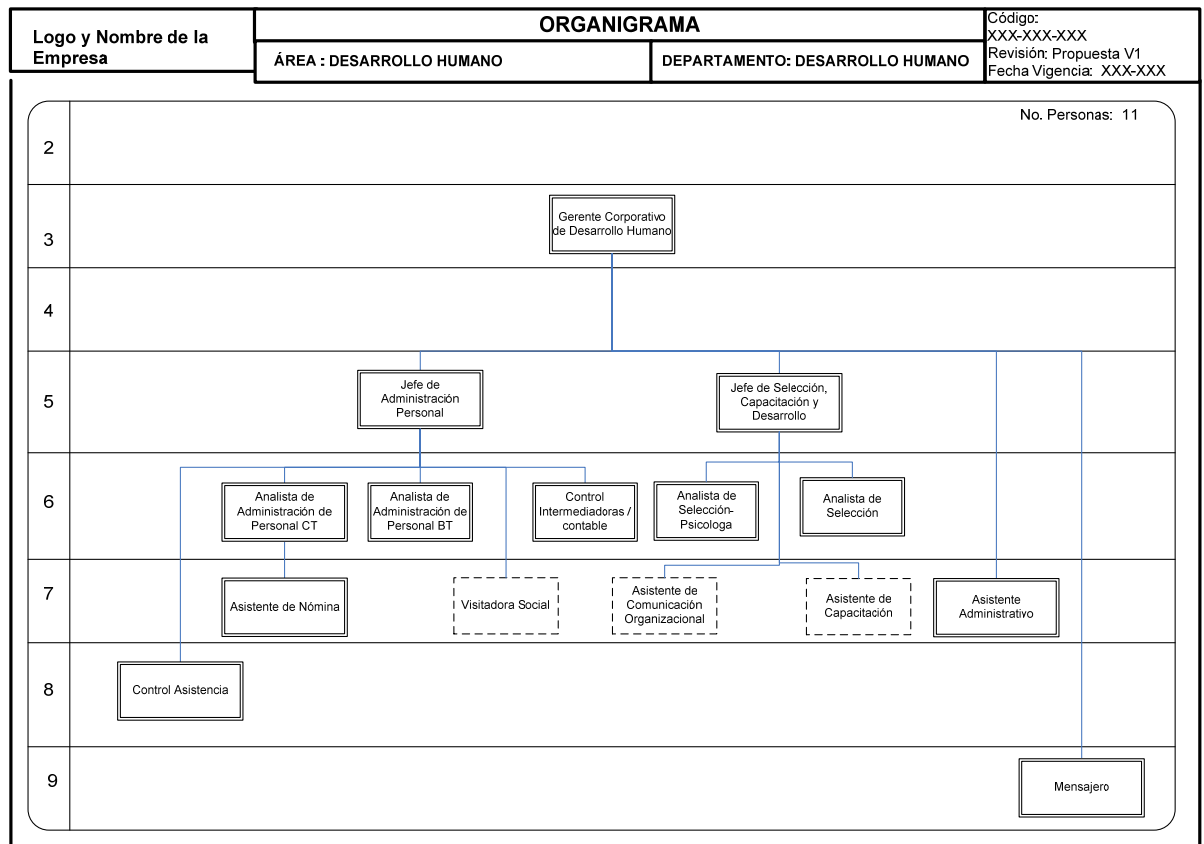 Logo y Nombre de la
Empresa
ORGANIGRAMA
ÁREA : DESARROLLO HUMANO
DEPARTAMENTO: DESARROLLO HUMANO
Código:
XXX-XXX-XXX
Revisión: Propuesta V1
Fecha Vigencia: XXX-XXX
No. Personas: 11
2
3
Gerente Corporativo
de Desarrollo Humano
4
5
Jefe de
Administración
Personal
Jefe de Selección,
Capacitación y
Desarrollo
6
Analista de
Administración de
Personal CT
Analista de
Administración de
Personal BT
Control
Intermediadoras /
contable
Analista de
Selección-
Psicologa
Analista de
Selección
7
Asistente de Nómina
Visitadora Social
Asistente de
Comunicación
Organizacional
Asistente de
Capacitación
Asistente
Administrativo
8
Control Asistencia
9
Mensajero